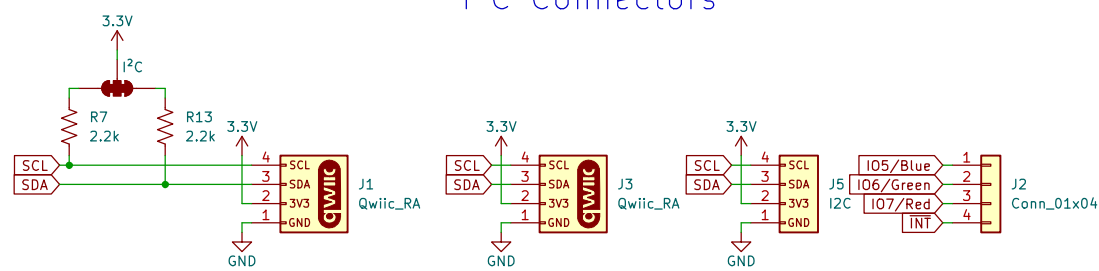 I²C Connectors
3.3V
I²C
R7
2.2k
R13
2.2k
3.3V
SCL
SDA
4
3
2
1
SCL
SDA
3V3
GND
qwiic
J1
Qwiic_RA
GND
3.3V
SCL
SDA
4
3
2
1
SCL
SDA
3V3
GND
qwiic
J3
Qwiic_RA
GND
3.3V
SCL
SDA
4
3
2
1
SCL
SDA
3V3
GND
J5
I2C
GND
IO5/Blue
IO6/Green
IO7/Red
INT
1
2
3
4
J2
Conn_01x04